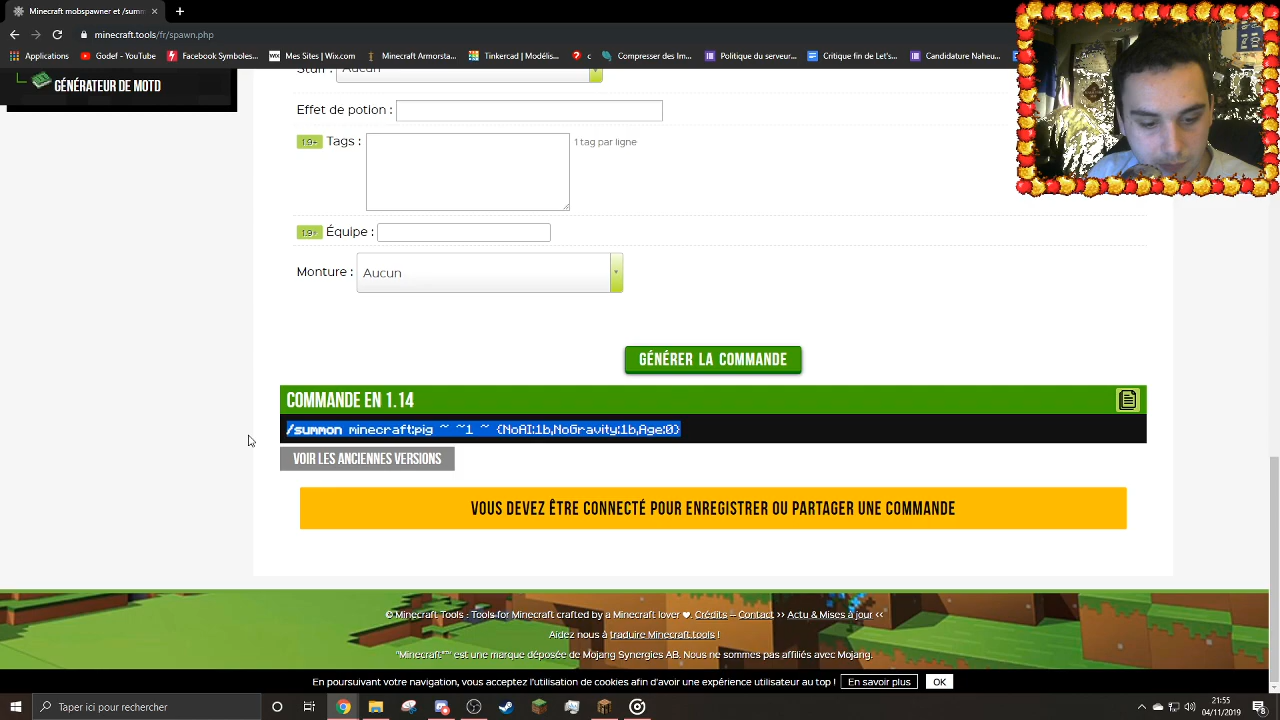 Minecraft mobspawner et sumn
minecraft.tools/fr/spawn.php
Applications
Godef - YouTube
Facebook Symboles...
Mes Sites | Wix.com
Minecraft Armorsta...
Tinkercad | Modélis...
c
Compresser des Im...
Politique du serveur...
Critique fin de Let's...
Candidature Naheu...
GÉNÉRATEUR DE MOTD
Staff : Aucun
Effet de potion :
1.9+ Tags :
1 tag par ligne
1.9+ Équipe :
Monture :
Aucun
GÉNÉRER LA COMMANDE
COMMANDE EN 1.14
/summon minecraft:pig ~ ~1 ~ {NoAI:1b,NoGravity:1b,Age:0}
VOIR LES ANCIENNES VERSIONS
VOUS DEVEZ ÊTRE CONNECTÉ POUR ENREGISTRER OU PARTAGER UNE COMMANDE
© Minecraft Tools : Tools for Minecraft crafted by a Minecraft lover ❤. Crédits – Contact >> Actu & Mises à jour <<
Aidez nous à traduire Minecraft.tools !
"Minecraft"™ est une marque déposée de Mojang Synergies AB. Nous ne sommes pas affiliés avec Mojang.
En poursuivant votre navigation, vous acceptez l'utilisation de cookies afin d'avoir une expérience utilisateur au top !
En savoir plus
OK
Taper ici pour rechercher
21:55
04/11/2019
8